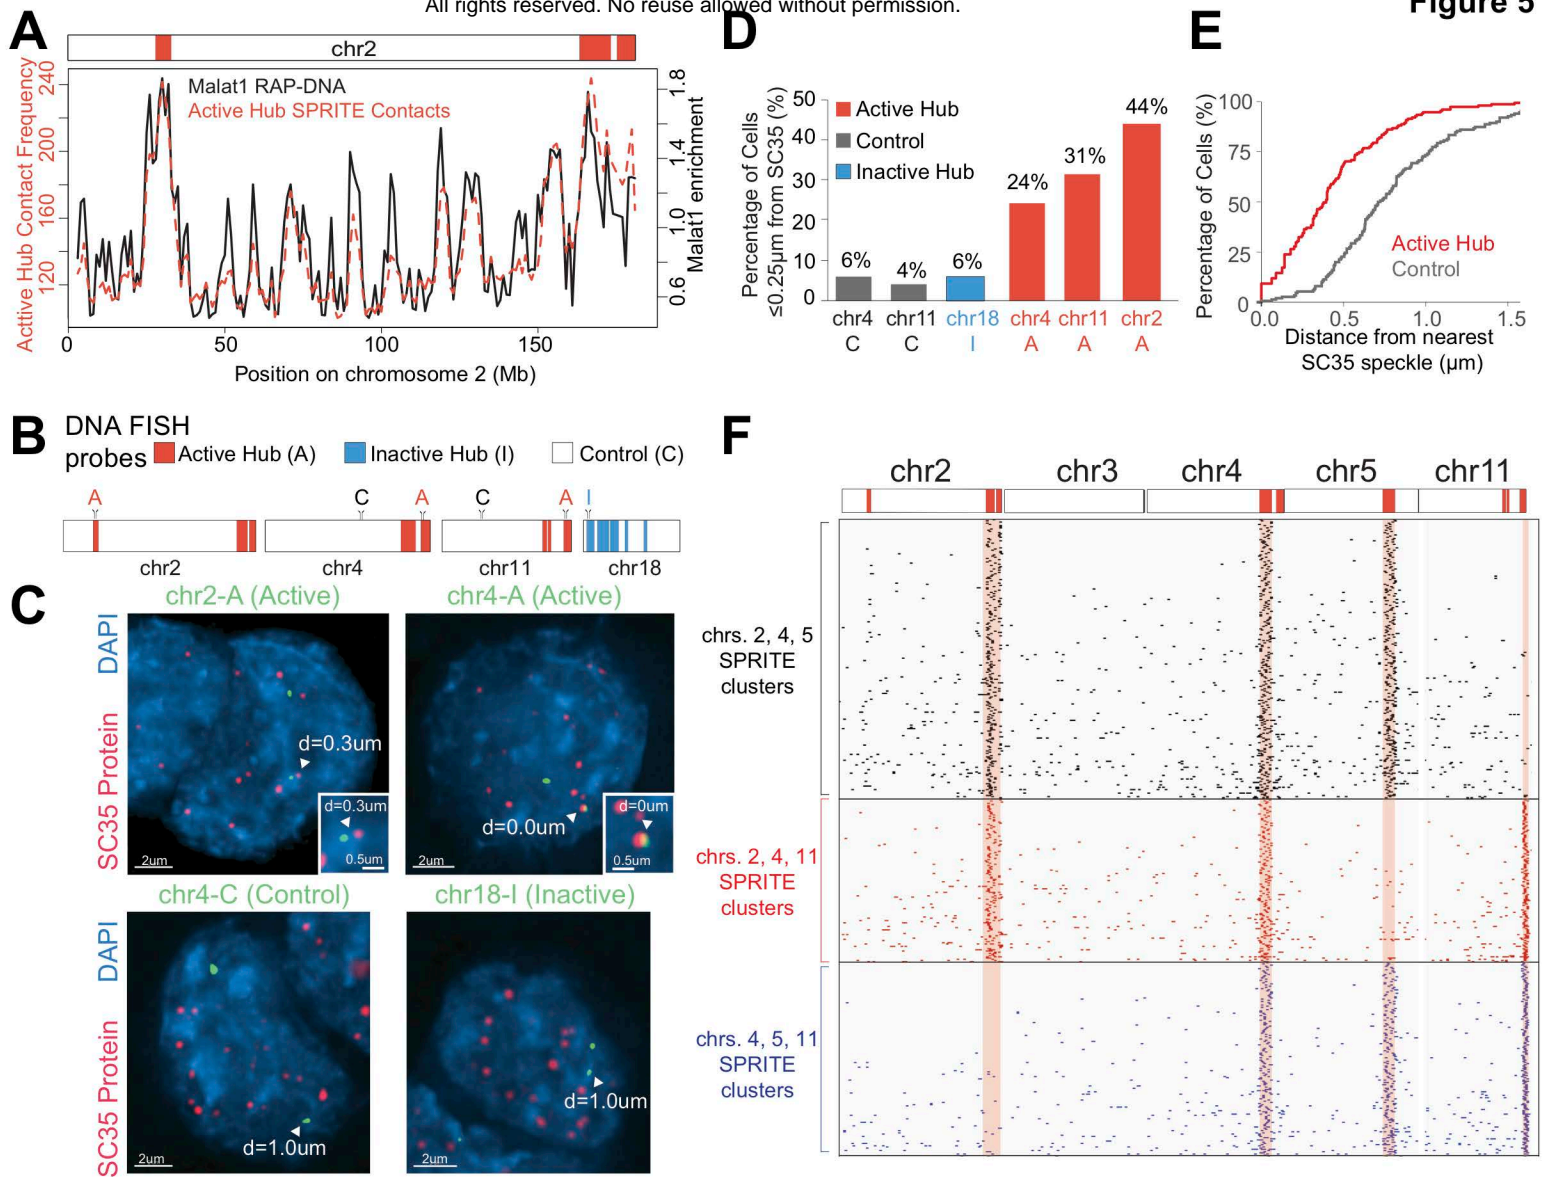 All rights reserved. No reuse allowed without permission.
Figure 5
A
chr2
Active Hub Contact Frequency
240
200
160
120
Malat1 RAP-DNA
Active Hub SPRITE Contacts
1.8
1.4
1.0
0.6
Malat1 enrichment
0
50
100
150
Position on chromosome 2 (Mb)
B
DNA FISH
probes
Active Hub (A)
Inactive Hub (I)
Control (C)
A
C
A
C
A
I
chr2
chr4
chr11
chr18
C
chr2-A (Active)
chr4-A (Active)
SC35 Protein
DAPI
d=0.3um
d=0.3um
0.5um
2um
d=0.0um
d=0um
0.5um
2um
chr4-C (Control)
chr18-I (Inactive)
SC35 Protein
DAPI
d=1.0um
2um
d=1.0um
2um
D
Percentage of Cells
≤0.25µm from SC35 (%)
50
40
30
20
10
0
Active Hub
Control
Inactive Hub
6%
4%
6%
24%
31%
44%
chr4
chr11
chr18
chr4
chr11
chr2
C
C
I
A
A
A
E
Percentage of Cells (%)
100
75
50
25
0
Active Hub
Control
0.0
0.5
1.0
1.5
Distance from nearest
SC35 speckle (µm)
F
chr2
chr3
chr4
chr5
chr11
chrs. 2, 4, 5
SPRITE
clusters
chrs. 2, 4, 11
SPRITE
clusters
chrs. 4, 5, 11
SPRITE
clusters